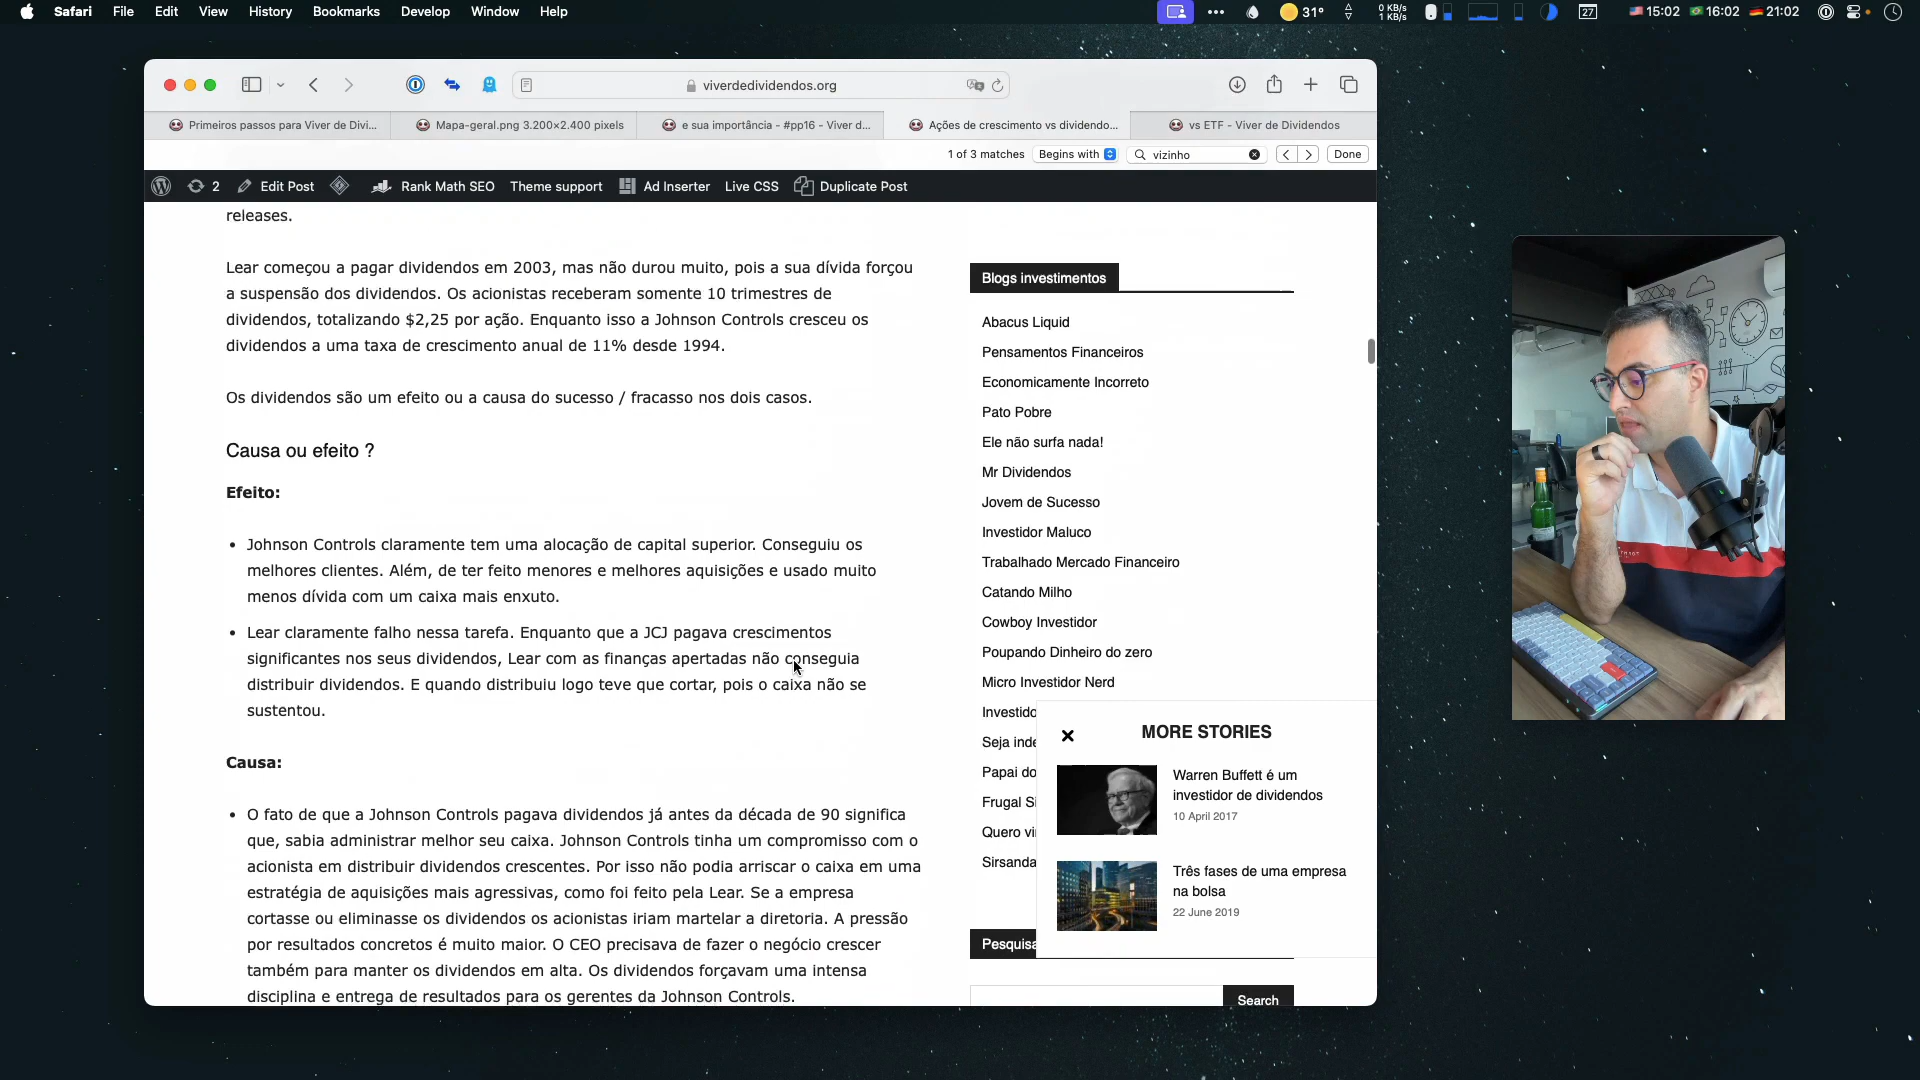 Safari File Edit View History Bookmarks Develop Window Help
31° 0 KB/s 1 KB/s 27 15:02 16:02 21:02
viverdedividendos.org
Primeiros passos para Viver de Divi... Mapa-geral.png 3.200×2.400 pixels e sua importância - #pp16 - Viver d... Ações de crescimento vs dividendo... vs ETF - Viver de Dividendos
1 of 3 matches Begins with vizinho Done
2 Edit Post Rank Math SEO Theme support Ad Inserter Live CSS Duplicate Post
releases.
Lear começou a pagar dividendos em 2003, mas não durou muito, pois a sua dívida forçou
a suspensão dos dividendos. Os acionistas receberam somente 10 trimestres de
dividendos, totalizando $2,25 por ação. Enquanto isso a Johnson Controls cresceu os
dividendos a uma taxa de crescimento anual de 11% desde 1994.
Os dividendos são um efeito ou a causa do sucesso / fracasso nos dois casos.
Causa ou efeito ?
Efeito:
• Johnson Controls claramente tem uma alocação de capital superior. Conseguiu os
melhores clientes. Além, de ter feito menores e melhores aquisições e usado muito
menos dívida com um caixa mais enxuto.
• Lear claramente falho nessa tarefa. Enquanto que a JCJ pagava crescimentos
significantes nos seus dividendos, Lear com as finanças apertadas não conseguia
distribuir dividendos. E quando distribuiu logo teve que cortar, pois o caixa não se
sustentou.
Causa:
• O fato de que a Johnson Controls pagava dividendos já antes da década de 90 significa
que, sabia administrar melhor seu caixa. Johnson Controls tinha um compromisso com o
acionista em distribuir dividendos crescentes. Por isso não podia arriscar o caixa em uma
estratégia de aquisições mais agressivas, como foi feito pela Lear. Se a empresa
cortasse ou eliminasse os dividendos os acionistas iriam martelar a diretoria. A pressão
por resultados concretos é muito maior. O CEO precisava de fazer o negócio crescer
também para manter os dividendos em alta. Os dividendos forçavam uma intensa
disciplina e entrega de resultados para os gerentes da Johnson Controls.
Blogs investimentos
Abacus Liquid
Pensamentos Financeiros
Economicamente Incorreto
Pato Pobre
Ele não surfa nada!
Mr Dividendos
Jovem de Sucesso
Investidor Maluco
Trabalhado Mercado Financeiro
Catando Milho
Cowboy Investidor
Poupando Dinheiro do zero
Micro Investidor Nerd
Investido
Seja inde
Papai do
Frugal Si
Quero vi
Sirsanda
Pesquisa
Search
MORE STORIES
Warren Buffett é um
investidor de dividendos
10 April 2017
Três fases de uma empresa
na bolsa
22 June 2019